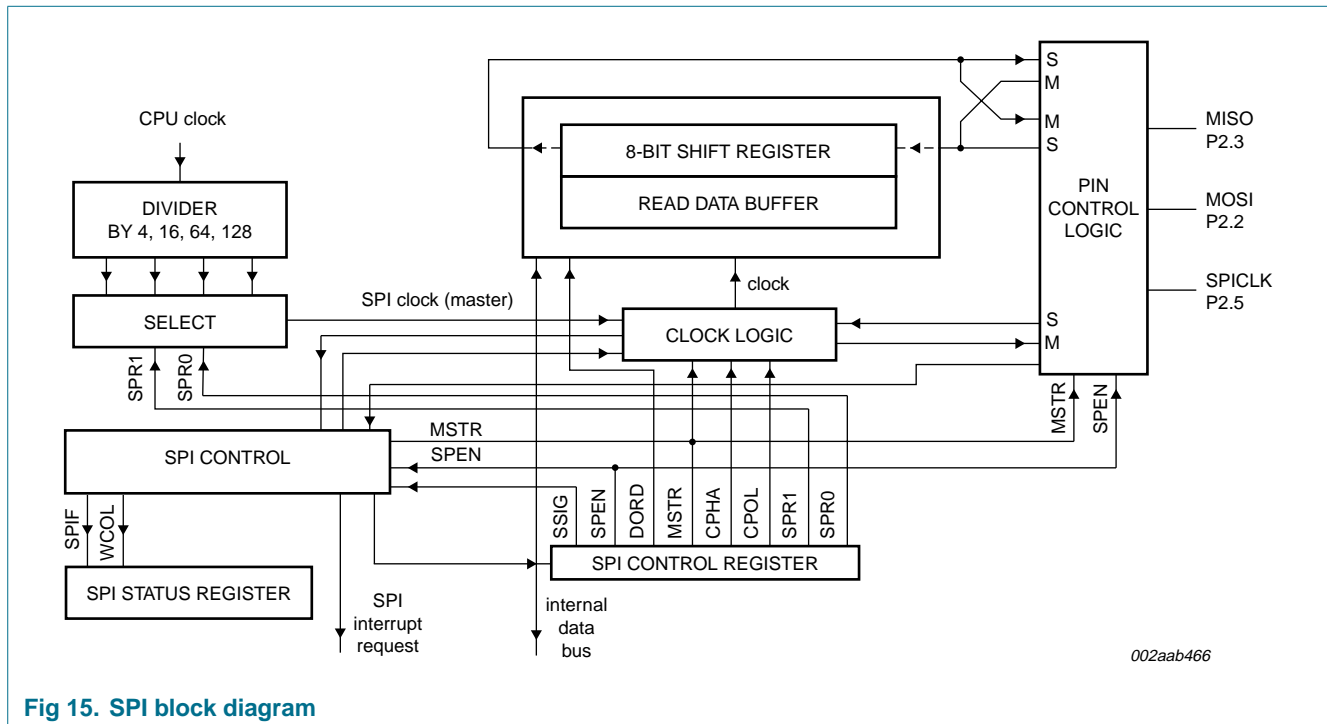 CPU clock
DIVIDER
BY 4, 16, 64, 128
SELECT
SPR1
SPR0
SPI clock (master)
8-BIT SHIFT REGISTER
READ DATA BUFFER
clock
CLOCK LOGIC
S
M
M
S
PIN
CONTROL
LOGIC
S
M
MISO
P2.3
MOSI
P2.2
SPICLK
P2.5
MSTR
SPEN
SPI CONTROL
MSTR
SPEN
SPIF
WCOL
SPI STATUS REGISTER
SSIG
SPEN
DORD
MSTR
CPHA
CPOL
SPR1
SPR0
SPI CONTROL REGISTER
SPI
interrupt
request
internal
data
bus
002aab466
Fig 15. SPI block diagram